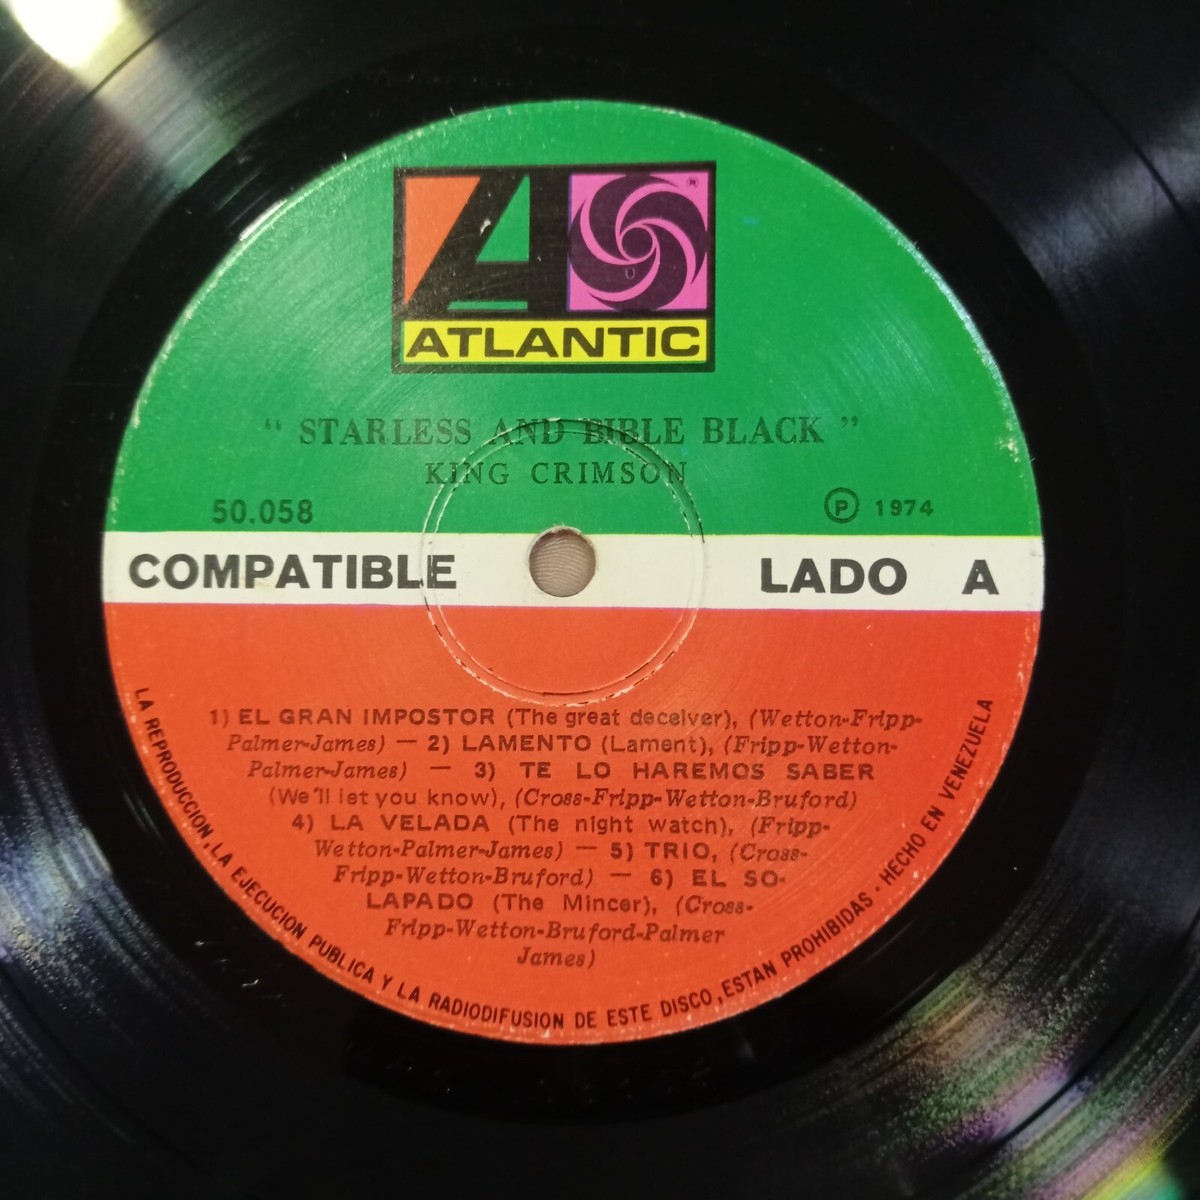 ATLANTIC
" STARLESS AND BIBLE BLACK "
KING CRIMSON
50.058
Ⓟ 1974
COMPATIBLE
LADO A
1) EL GRAN IMPOSTOR (The great deceiver), (Wetton-Fripp-
Palmer-James) — 2) LAMENTO (Lament), (Fripp-Wetton-
Palmer-James) — 3) TE LO HAREMOS SABER
(We'll let you know), (Cross-Fripp-Wetton-Bruford)
4) LA VELADA (The night watch), (Fripp-
Wetton-Palmer-James) — 5) TRIO, (Cross-
Fripp-Wetton-Bruford) — 6) EL SO-
LAPADO (The Mincer), (Cross-
Fripp-Wetton-Bruford-Palmer
James)
LA REPRODUCCION, LA EJECUCION PUBLICA Y LA RADIODIFUSION DE ESTE DISCO, ESTAN PROHIBIDAS - HECHO EN VENEZUELA